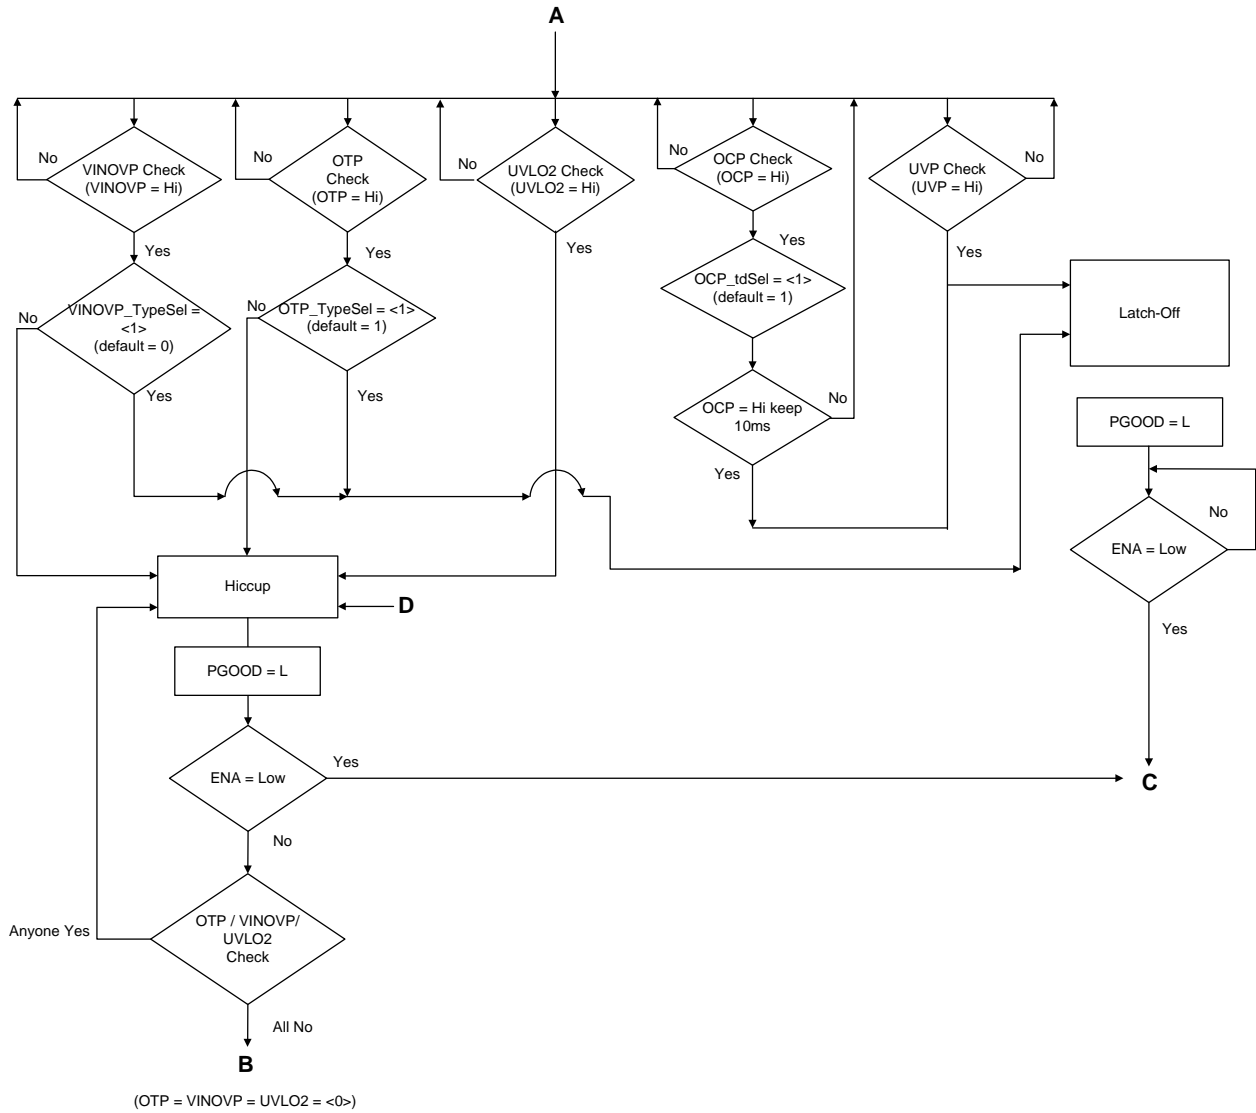 A
No
VINOVP Check
(VINOVP = Hi)
No
OTP
Check
(OTP = Hi)
No
UVLO2 Check
(UVLO2 = Hi)
No
OCP Check
(OCP = Hi)
UVP Check
(UVP = Hi)
No
Yes
Yes
Yes
Yes
Yes
No
VINOVP_TypeSel =
<1>
(default = 0)
No
OTP_TypeSel = <1>
(default = 1)
OCP_tdSel = <1>
(default = 1)
Latch-Off
Yes
Yes
OCP = Hi keep
10ms
No
Yes
PGOOD = L
No
ENA = Low
Yes
Hiccup
D
PGOOD = L
ENA = Low
Yes
C
No
Anyone Yes
OTP / VINOVP/
UVLO2
Check
All No
B
(OTP = VINOVP = UVLO2 = <0>)